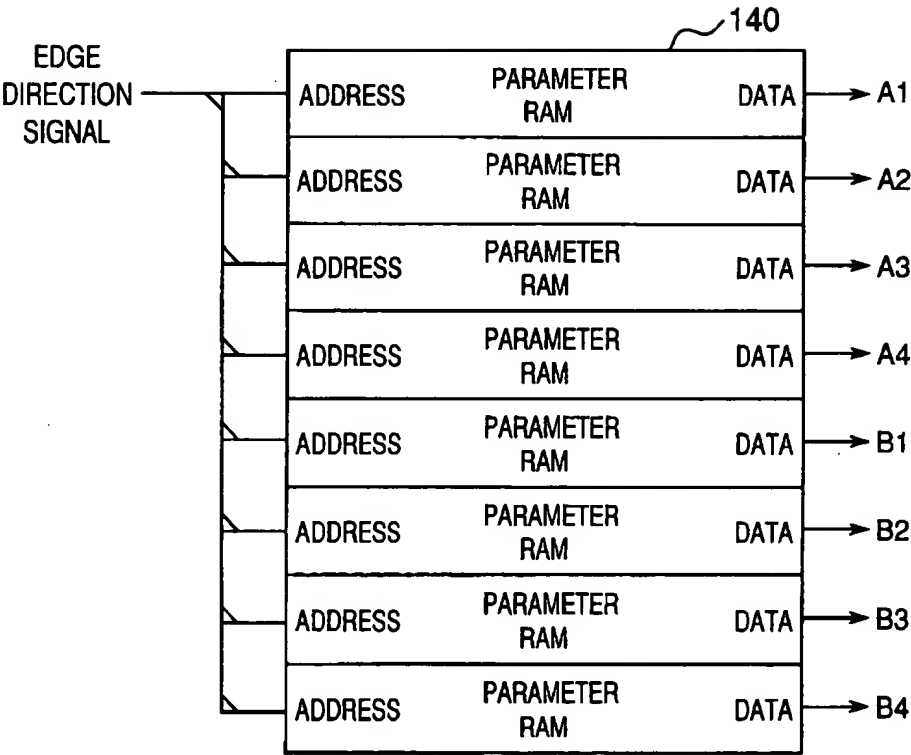 140
EDGE
DIRECTION
SIGNAL
ADDRESS PARAMETER RAM DATA A1
ADDRESS PARAMETER RAM DATA A2
ADDRESS PARAMETER RAM DATA A3
ADDRESS PARAMETER RAM DATA A4
ADDRESS PARAMETER RAM DATA B1
ADDRESS PARAMETER RAM DATA B2
ADDRESS PARAMETER RAM DATA B3
ADDRESS PARAMETER RAM DATA B4